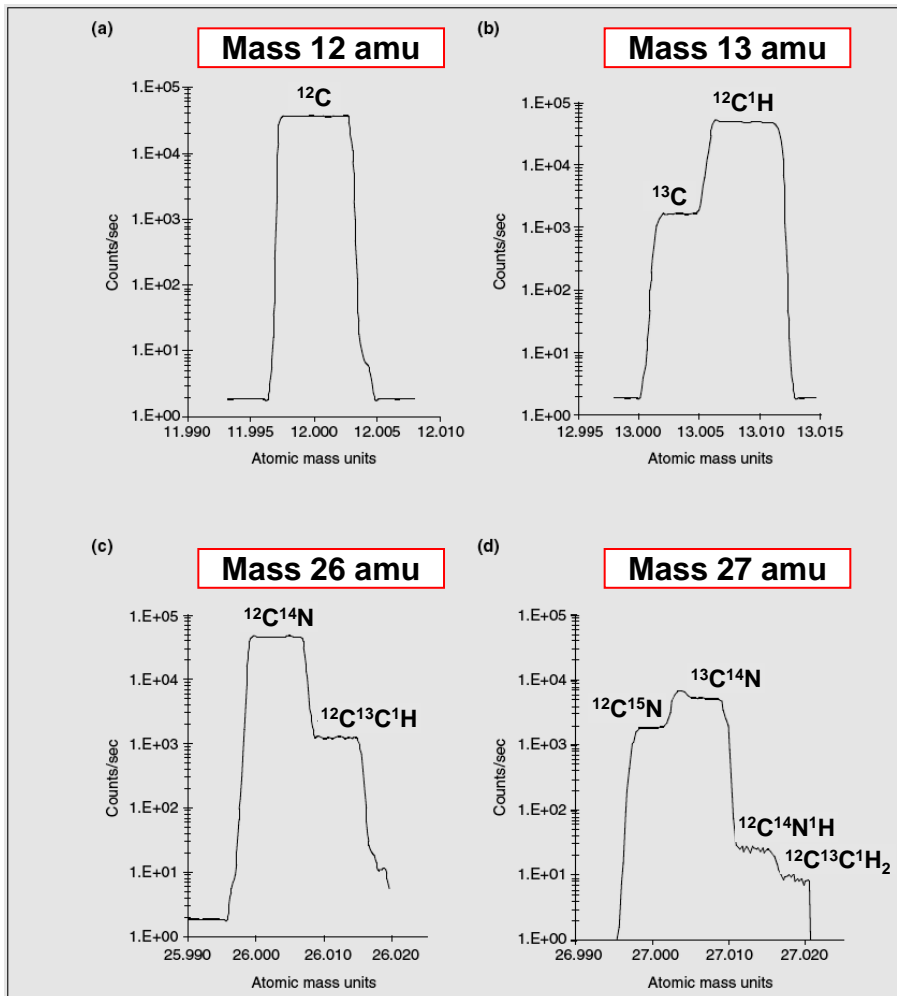 (a)
Mass 12 amu
¹²C
1.E+05
1.E+04
1.E+03
1.E+02
1.E+01
1.E+00
Counts/sec
11.990 11.995 12.000 12.005 12.010
Atomic mass units
(b)
Mass 13 amu
¹²C¹H
¹³C
1.E+05
1.E+04
1.E+03
1.E+02
1.E+01
1.E+00
Counts/sec
12.995 13.000 13.005 13.010 13.015
Atomic mass units
(c)
Mass 26 amu
¹²C¹⁴N
¹²C¹³C¹H
1.E+05
1.E+04
1.E+03
1.E+02
1.E+01
1.E+00
Counts/sec
25.990 26.000 26.010 26.020
Atomic mass units
(d)
Mass 27 amu
¹³C¹⁴N
¹²C¹⁵N
¹²C¹⁴N¹H
¹²C¹³C¹H₂
1.E+05
1.E+04
1.E+03
1.E+02
1.E+01
1.E+00
Counts/sec
26.990 27.000 27.010 27.020
Atomic mass units